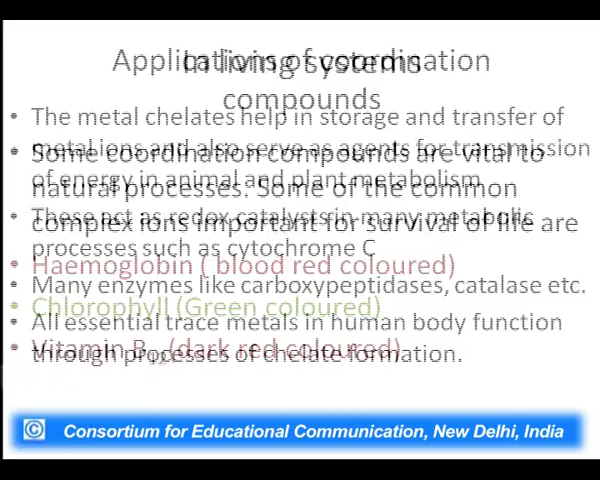 Applications of coordination
compounds
In living systems
• The metal chelates help in storage and transfer of
metal ions and also serve as agents for transmission
of energy in animal and plant metabolism
• These act as redox catalysts in many metabolic
processes such as cytochrome C
• Many enzymes like carboxypeptidases, catalase etc.
• All essential trace metals in human body function
through processes of chelate formation.
• Some coordination compounds are vital to
natural processes. Some of the common
complex ions important for survival of life are
• Haemoglobin ( blood red coloured)
• Chlorophyll (Green coloured)
• Vitamin B₁₂ (dark red coloured)
© Consortium for Educational Communication, New Delhi, India